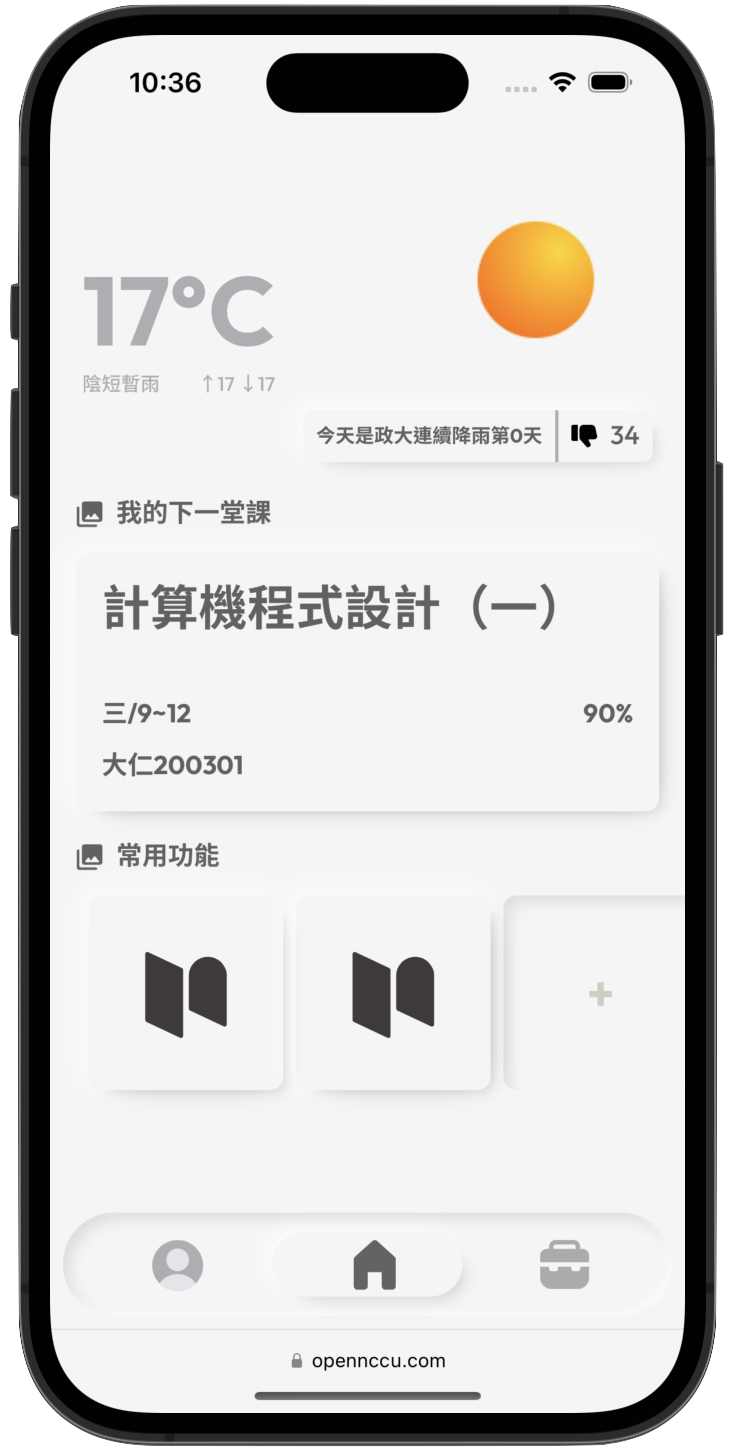 10:36
17°C
陰短暫雨 ↑17 ↓17
今天是政大連續降雨第0天 34
我的下一堂課
計算機程式設計（一）
三/9~12 90%
大仁200301
常用功能
+
opennccu.com